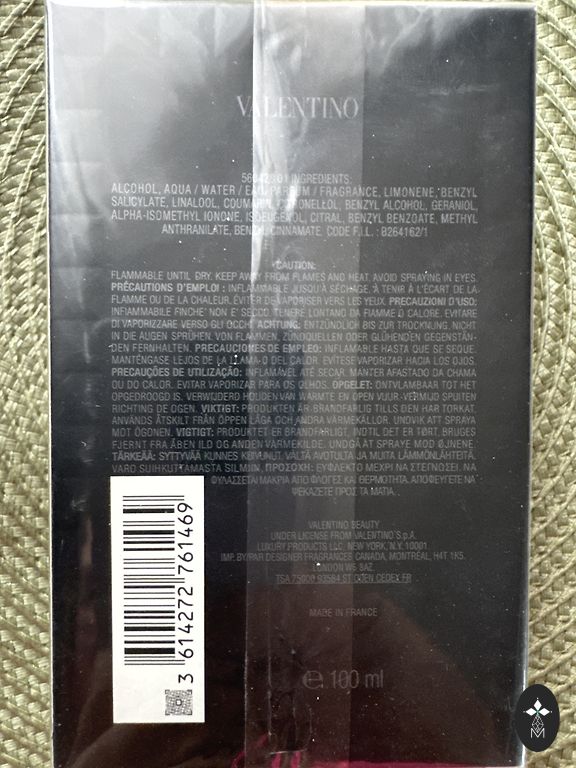 VALENTINO
INGREDIENTS:
ALCOHOL, AQUA / WATER / EAU, PARFUM / FRAGRANCE, LIMONENE, BENZYL
SALICYLATE, LINALOOL, COUMARIN, CITRONELLOL, BENZYL ALCOHOL, GERANIOL,
ALPHA-ISOMETHYL IONONE, ISOEUGENOL, CITRAL, BENZYL BENZOATE, METHYL
ANTHRANILATE, BENZYL CINNAMATE. CODE F.I.L. : B264162/1
CAUTION:
FLAMMABLE UNTIL DRY. KEEP AWAY FROM FLAMES AND HEAT. AVOID SPRAYING IN EYES.
PRÉCAUTIONS D'EMPLOI : INFLAMMABLE JUSQU'À SÉCHAGE. À TENIR À L'ÉCART DE LA
FLAMME OU DE LA CHALEUR. ÉVITER DE VAPORISER VERS LES YEUX. PRECAUZIONI D'USO:
INFIAMMABILE FINCHE' NON E' SECCO. TENERE LONTANO DA FIAMME O CALORE. EVITARE
DI VAPORIZZARE VERSO GLI OCCHI. ACHTUNG: ENTZÜNDLICH BIS ZUR TROCKNUNG. NICHT
IN DIE AUGEN SPRÜHEN. VON FLAMMEN, ZÜNDQUELLEN ODER GLÜHENDEN GEGENSTÄN-
DEN FERNHALTEN. PRECAUCIONES DE EMPLEO: INFLAMABLE HASTA QUE SE SEQUE.
MANTÉNGASE LEJOS DE LA LLAMA O DEL CALOR. EVÍTESE VAPORIZAR HACIA LOS OJOS.
PRECAUÇÕES DE UTILIZAÇÃO: INFLAMÁVEL ATÉ SECAR. MANTER AFASTADO DA CHAMA
OU DO CALOR. EVITAR VAPORIZAR PARA OS OLHOS. OPGELET: ONTVLAMBAAR TOT HET
OPGEDROOGD IS. VERWIJDERD HOUDEN VAN WARMTE EN OPEN VUUR. VERMIJD SPUITEN
RICHTING DE OGEN. VIKTIGT: PRODUKTEN ÄR BRANDFARLIG TILLS DEN HAR TORKAT.
ANVÄNDS ÅTSKILT FRÅN ÖPPEN LÅGA OCH ANDRA VÄRMEKÄLLOR. UNDVIK ATT SPRAYA
MOT ÖGONEN. VIGTIGT: PRODUKTET ER BRANDFARLIGT, INDTIL DET ER TØRT. BRUGES
FJERNT FRA ÅBEN ILD OG ANDEN VARMEKILDE. UNDGÅ AT SPRAYE MOD ØJNENE.
TÄRKEÄÄ: SYTTYVÄÄ KUNNES KUIVUNUT. VÄLTÄ AVOTULTA JA MUITA LÄMMÖNLÄHTEITÄ.
VARO SUIHKUTTAMASTA SILMIIN. ΠΡΟΣΟΧΗ: ΕΥΦΛΕΚΤΟ ΜΕΧΡΙ ΝΑ ΣΤΕΓΝΩΣΕΙ. ΝΑ
ΦΥΛΑΣΣΕΤΑΙ ΜΑΚΡΙΑ ΑΠΟ ΦΛΟΓΕΣ ΚΑΙ ΘΕΡΜΟΤΗΤΑ. ΑΠΟΦΕΥΓΕΤΕ ΝΑ
ΨΕΚΑΖΕΤΕ ΠΡΟΣ ΤΑ ΜΑΤΙΑ.
VALENTINO BEAUTY
UNDER LICENSE FROM VALENTINO S.p.A.
LUXURY PRODUCTS LLC, NEW YORK, N.Y. 10001
IMP. BY/PAR DESIGNER FRAGRANCES CANADA, MONTRÉAL, H4T 1K5.
LONDON W6 8AZ.
TSA 75000 93584 ST OUEN CEDEX FR
MADE IN FRANCE
e 100 ml
3 614272 761469